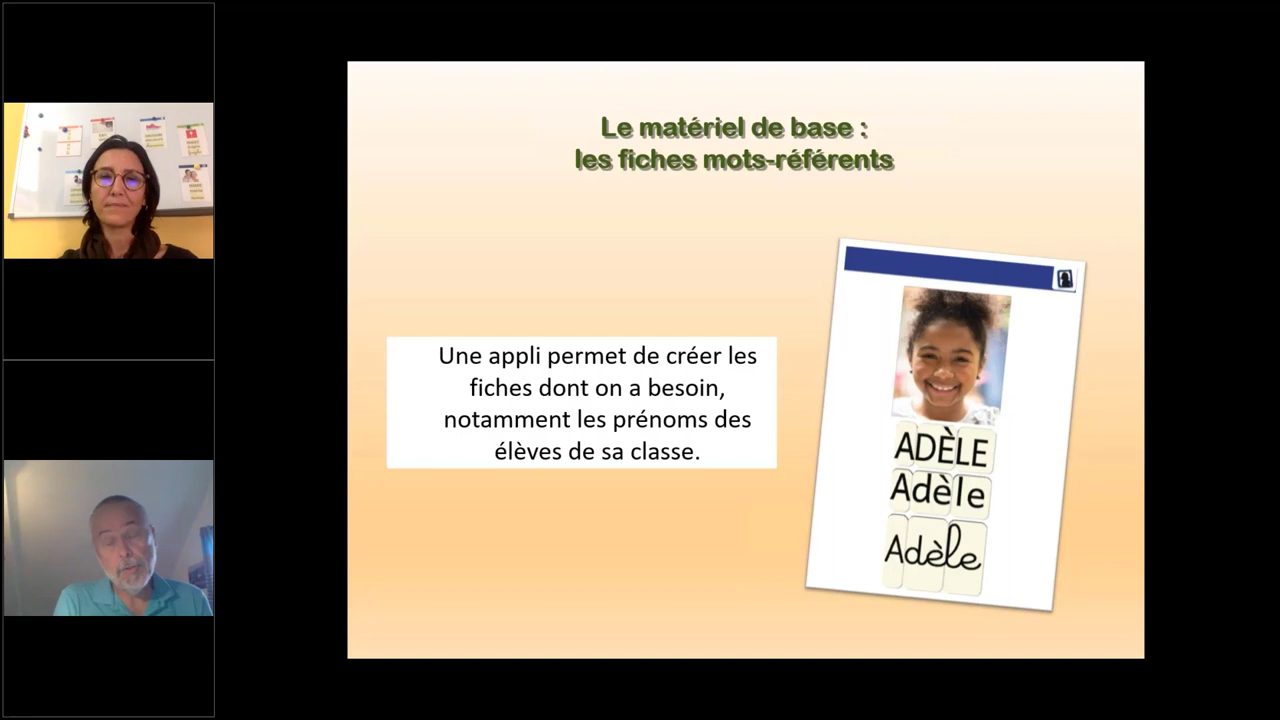 Le matériel de base :
les fiches mots-référents
Une appli permet de créer les
fiches dont on a besoin,
notamment les prénoms des
élèves de sa classe.
ADÈLE
Adèle
Adèle